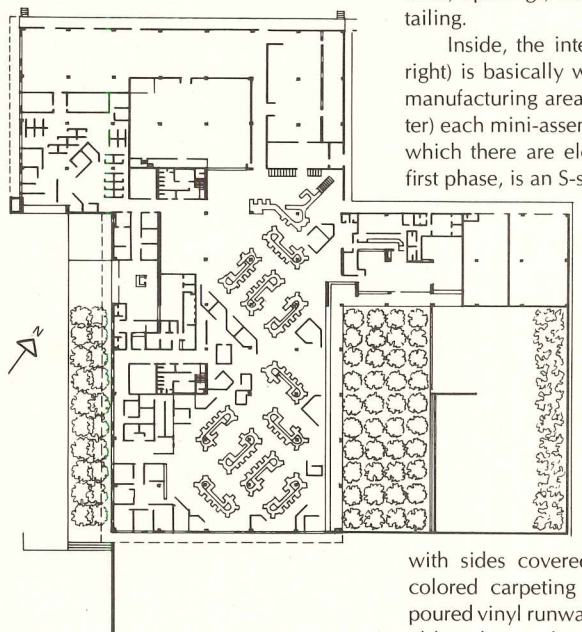 tailing.
Inside, the inte
right) is basically w
manufacturing area
ter) each mini-asser
which there are ele
first phase, is an S-s
N
with sides covered
colored carpeting
poured vinyl runwa